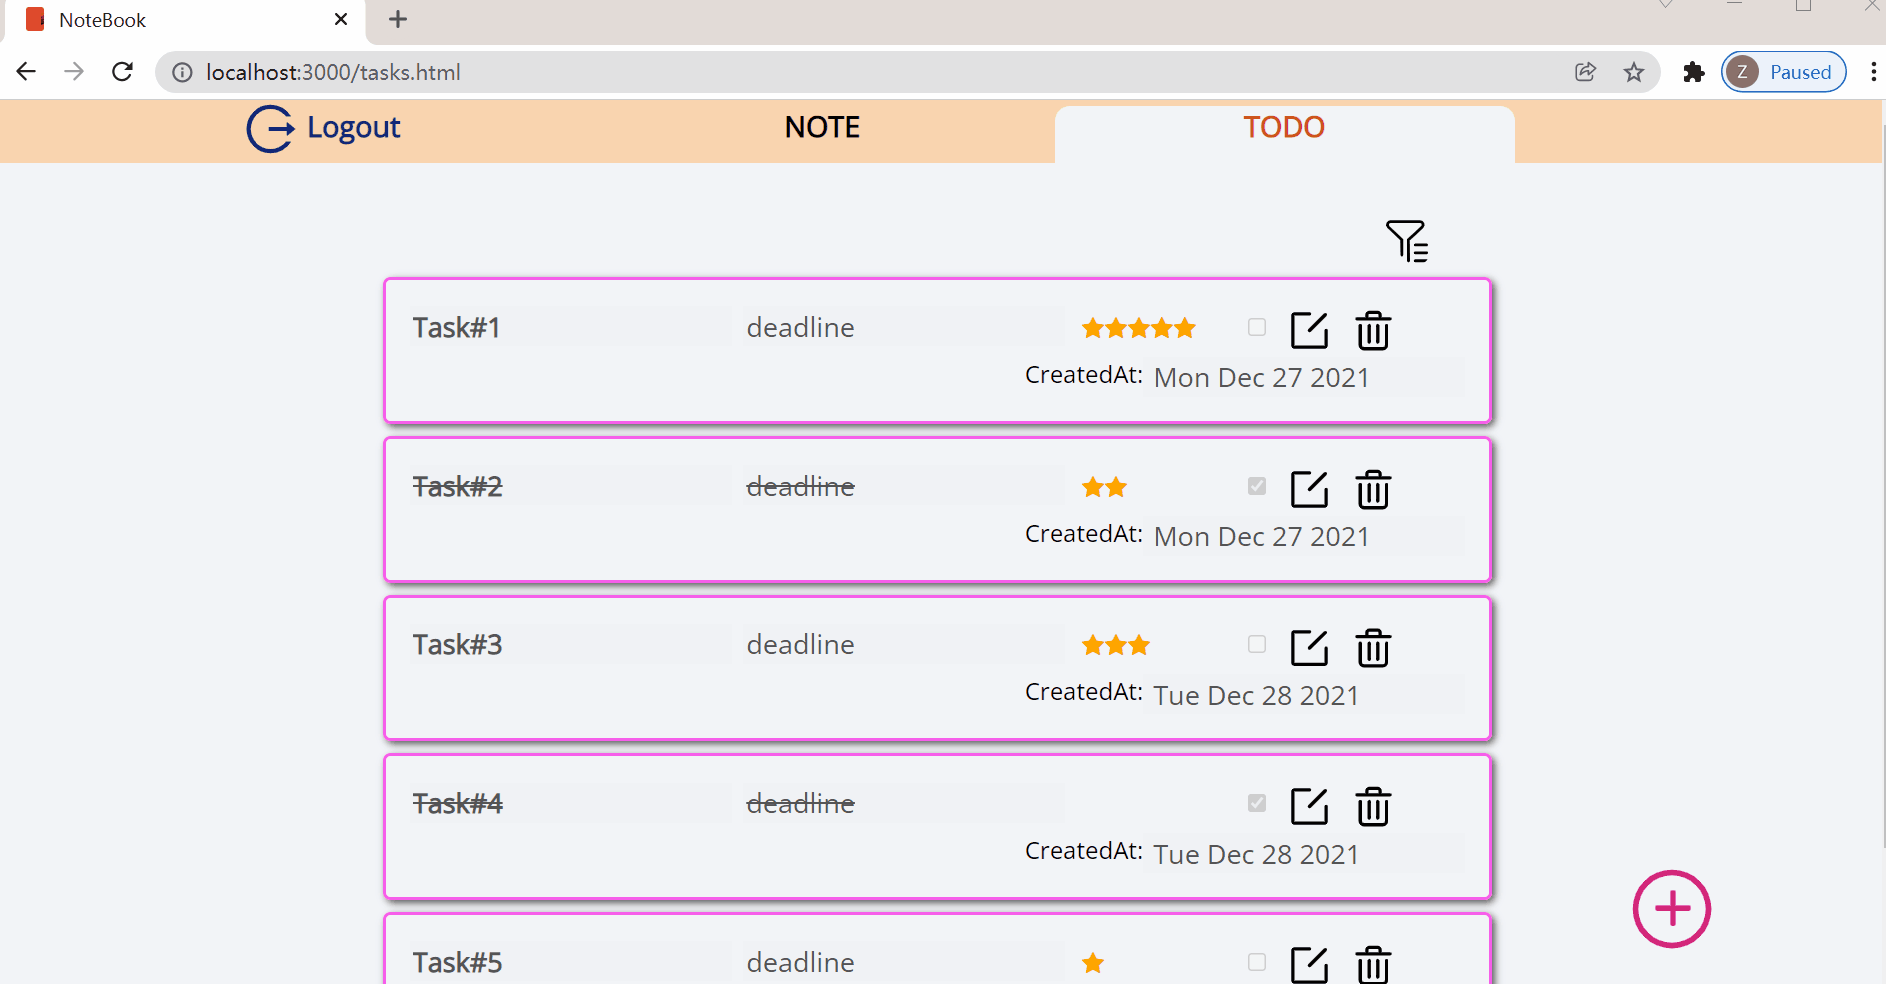 NoteBook
localhost:3000/tasks.html
Z Paused
Logout NOTE TODO
Task#1 deadline
CreatedAt: Mon Dec 27 2021
Task#2 deadline
CreatedAt: Mon Dec 27 2021
Task#3 deadline
CreatedAt: Tue Dec 28 2021
Task#4 deadline
CreatedAt: Tue Dec 28 2021
Task#5 deadline